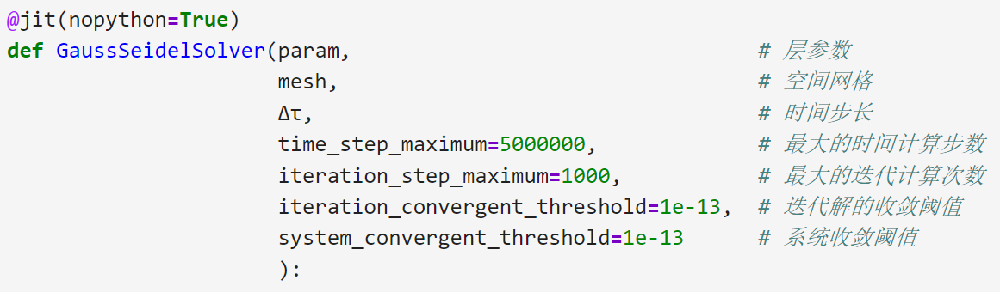 @jit(nopython=True)
def GaussSeidelSolver(param, # 层参数
mesh, # 空间网格
Δτ, # 时间步长
time_step_maximum=5000000, # 最大的时间计算步数
iteration_step_maximum=1000, # 最大的迭代计算次数
iteration_convergent_threshold=1e-13, # 迭代解的收敛阈值
system_convergent_threshold=1e-13 # 系统收敛阈值
):